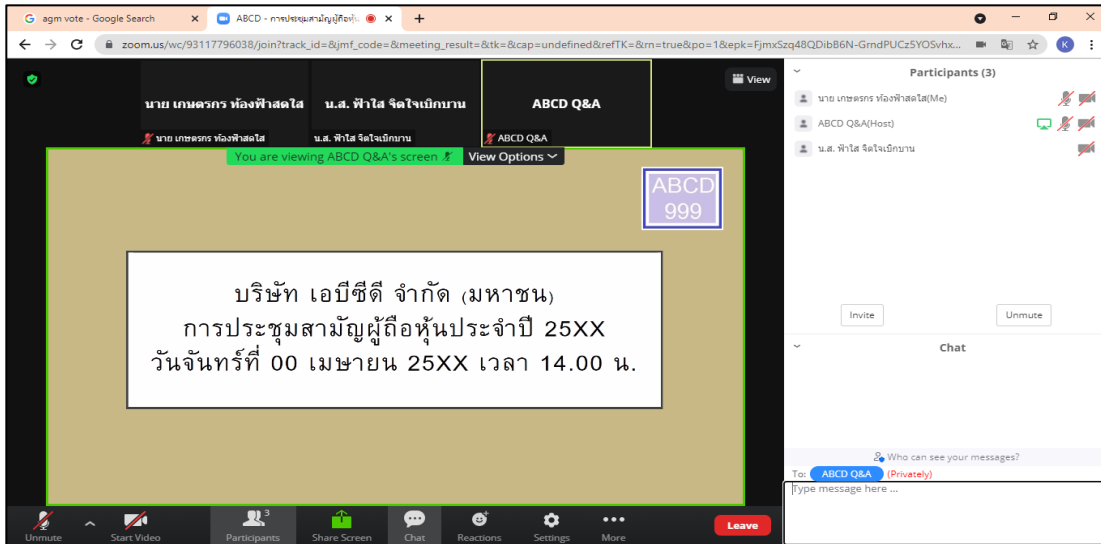 agm vote - Google Search
ABCD - การประชุมสามัญผู้ถือหุ้น
zoom.us/wc/93117796038/join?track_id=&jmf_code=&meeting_result=&tk=&cap=undefined&refTK=&rn=true&po=1&epk=FjmxSzq48QDibB6N-GrndPUCz5YOSvhx...
K
View
นาย เกษตรกร ท้องฟ้าสดใส
น.ส. ฟ้าใส จิตใจเบิกบาน
ABCD Q&A
นาย เกษตรกร ท้องฟ้าสดใส
น.ส. ฟ้าใส จิตใจเบิกบาน
ABCD Q&A
You are viewing ABCD Q&A's screen
View Options
ABCD
999
บริษัท เอบีซีดี จำกัด (มหาชน)
การประชุมสามัญผู้ถือหุ้นประจำปี 25XX
วันจันทร์ที่ 00 เมษายน 25XX เวลา 14.00 น.
Unmute
Start Video
Participants
3
Share Screen
Chat
Reactions
Settings
More
Leave
Participants (3)
นาย เกษตรกร ท้องฟ้าสดใส(Me)
ABCD Q&A(Host)
น.ส. ฟ้าใส จิตใจเบิกบาน
Invite
Unmute
Chat
Who can see your messages?
To: ABCD Q&A (Privately)
Type message here ...